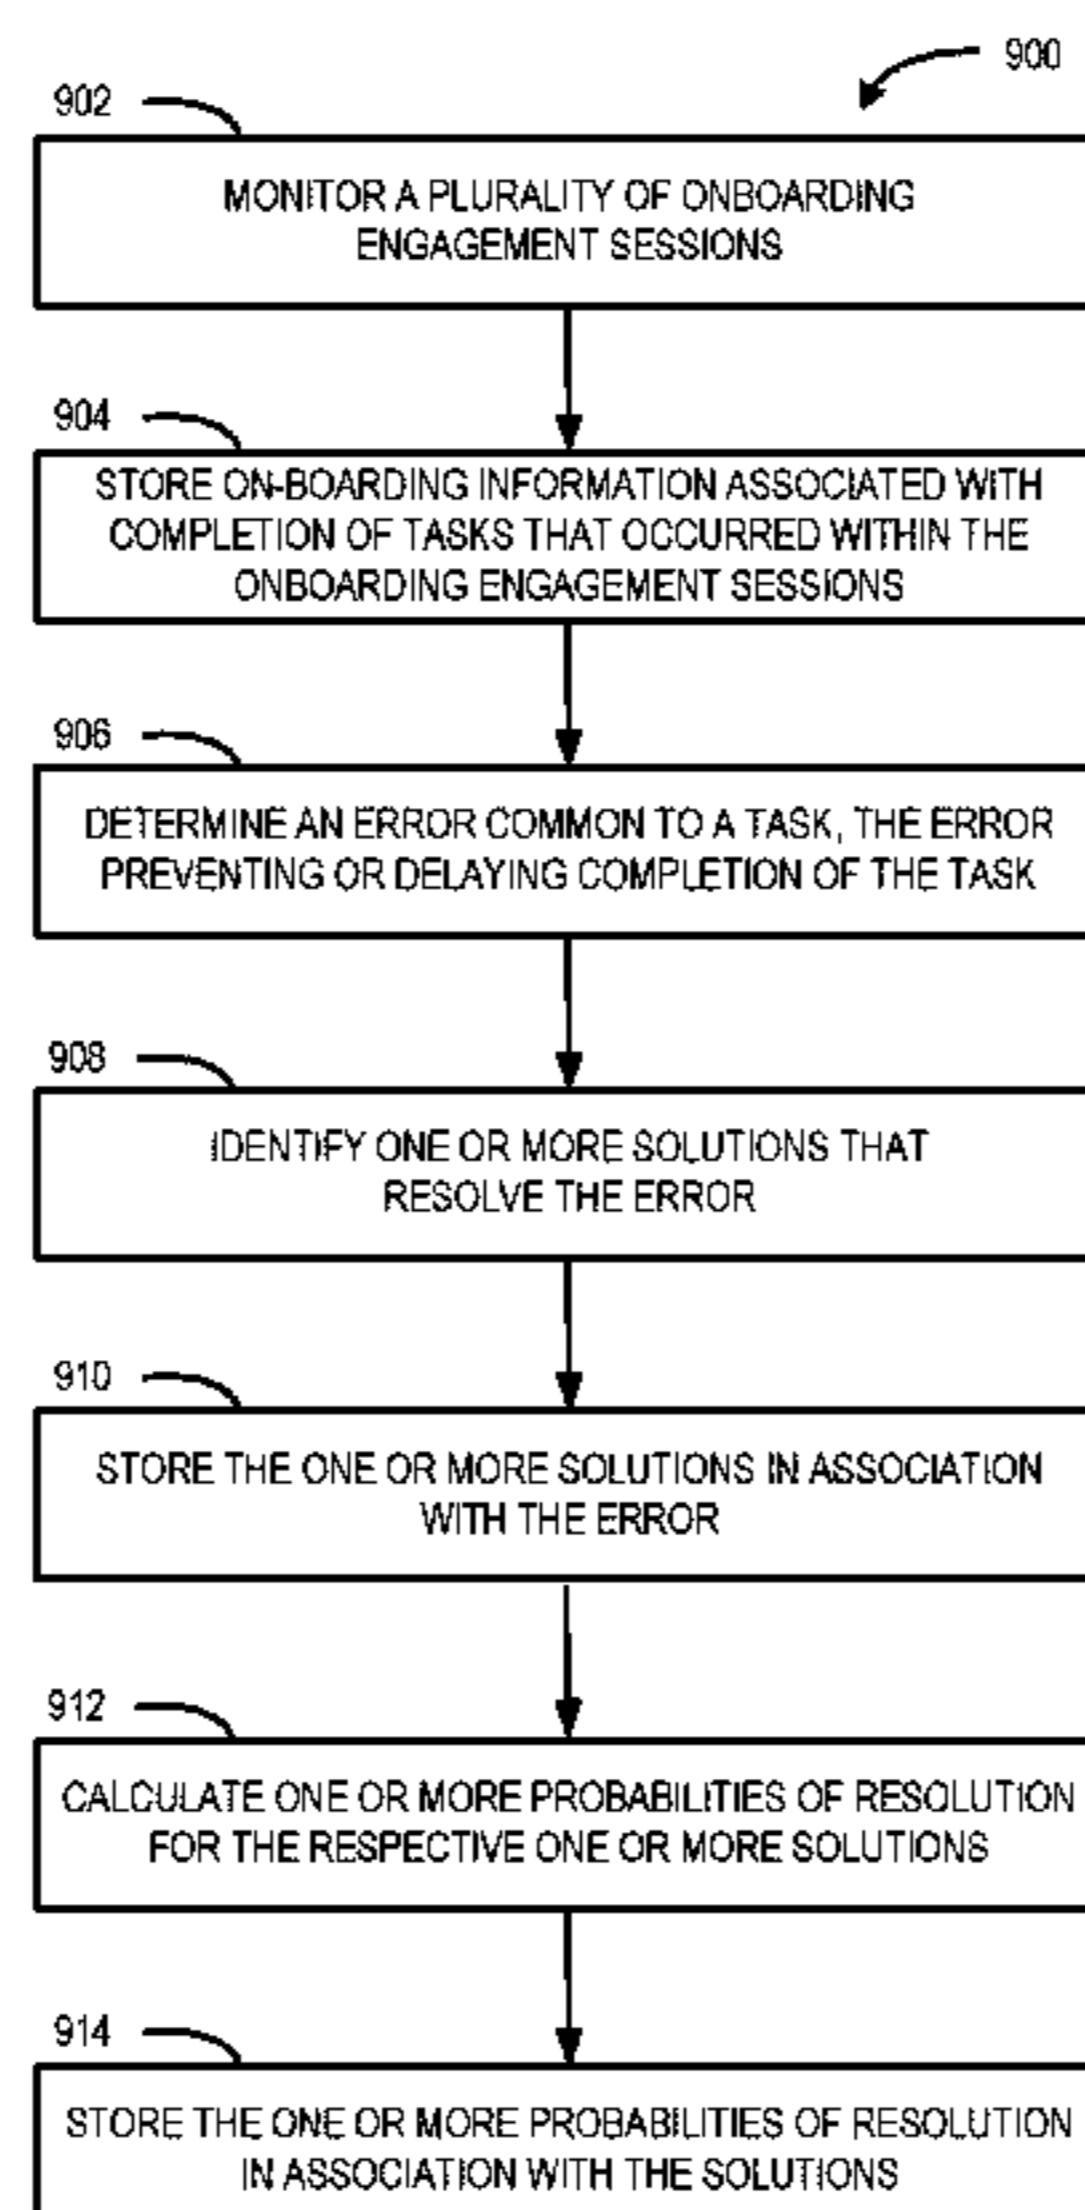 900
902
MONITOR A PLURALITY OF ONBOARDING
ENGAGEMENT SESSIONS
904
STORE ON-BOARDING INFORMATION ASSOCIATED WITH
COMPLETION OF TASKS THAT OCCURRED WITHIN THE
ONBOARDING ENGAGEMENT SESSIONS
906
DETERMINE AN ERROR COMMON TO A TASK, THE ERROR
PREVENTING OR DELAYING COMPLETION OF THE TASK
908
IDENTIFY ONE OR MORE SOLUTIONS THAT
RESOLVE THE ERROR
910
STORE THE ONE OR MORE SOLUTIONS IN ASSOCIATION
WITH THE ERROR
912
CALCULATE ONE OR MORE PROBABILITIES OF RESOLUTION
FOR THE RESPECTIVE ONE OR MORE SOLUTIONS
914
STORE THE ONE OR MORE PROBABILITIES OF RESOLUTION
IN ASSOCIATION WITH THE SOLUTIONS